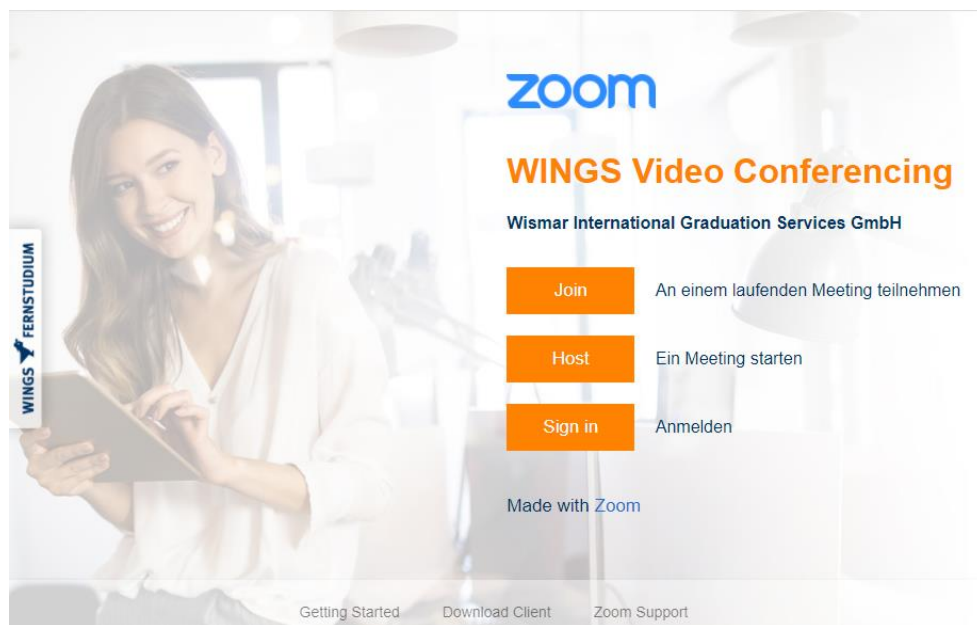 zoom
WINGS Video Conferencing
Wismar International Graduation Services GmbH
WINGS FERNSTUDIUM
Join An einem laufenden Meeting teilnehmen
Host Ein Meeting starten
Sign in Anmelden
Made with Zoom
Getting Started Download Client Zoom Support